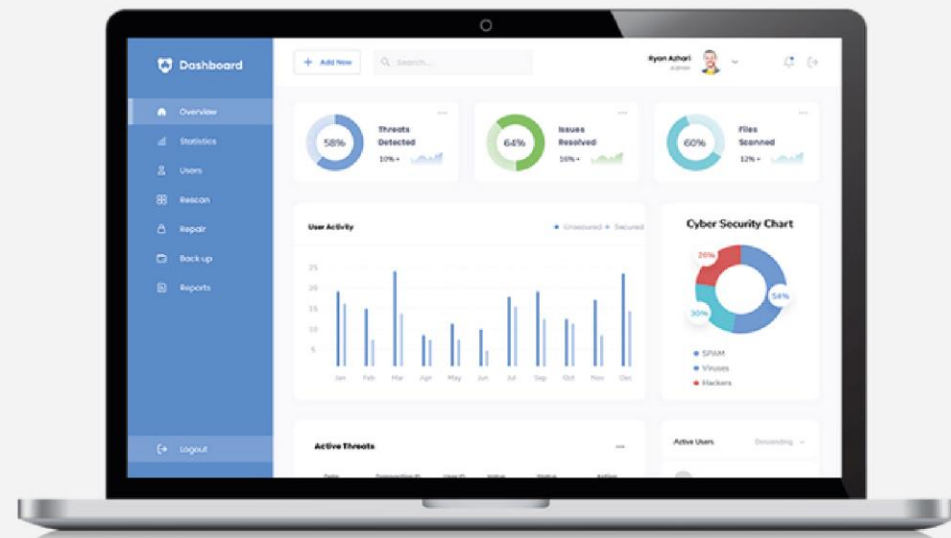 Dashboard
Overview
Statistics
Users
Rescan
Repair
Back up
Reports
Logout
+ Add New
Search...
Ryan Azhari
Admin
58%
Threats
Detected
10% +
64%
Issues
Resolved
16% +
60%
Files
Scanned
12% +
User Activity
Unsecured
Secured
25
20
15
10
5
Jan Feb Mar Apr May Jun Jul Sep Oct Nov Dec
Cyber Security Chart
26%
54%
30%
SPAM
Viruses
Hackers
Active Threats
Active Users
Descending